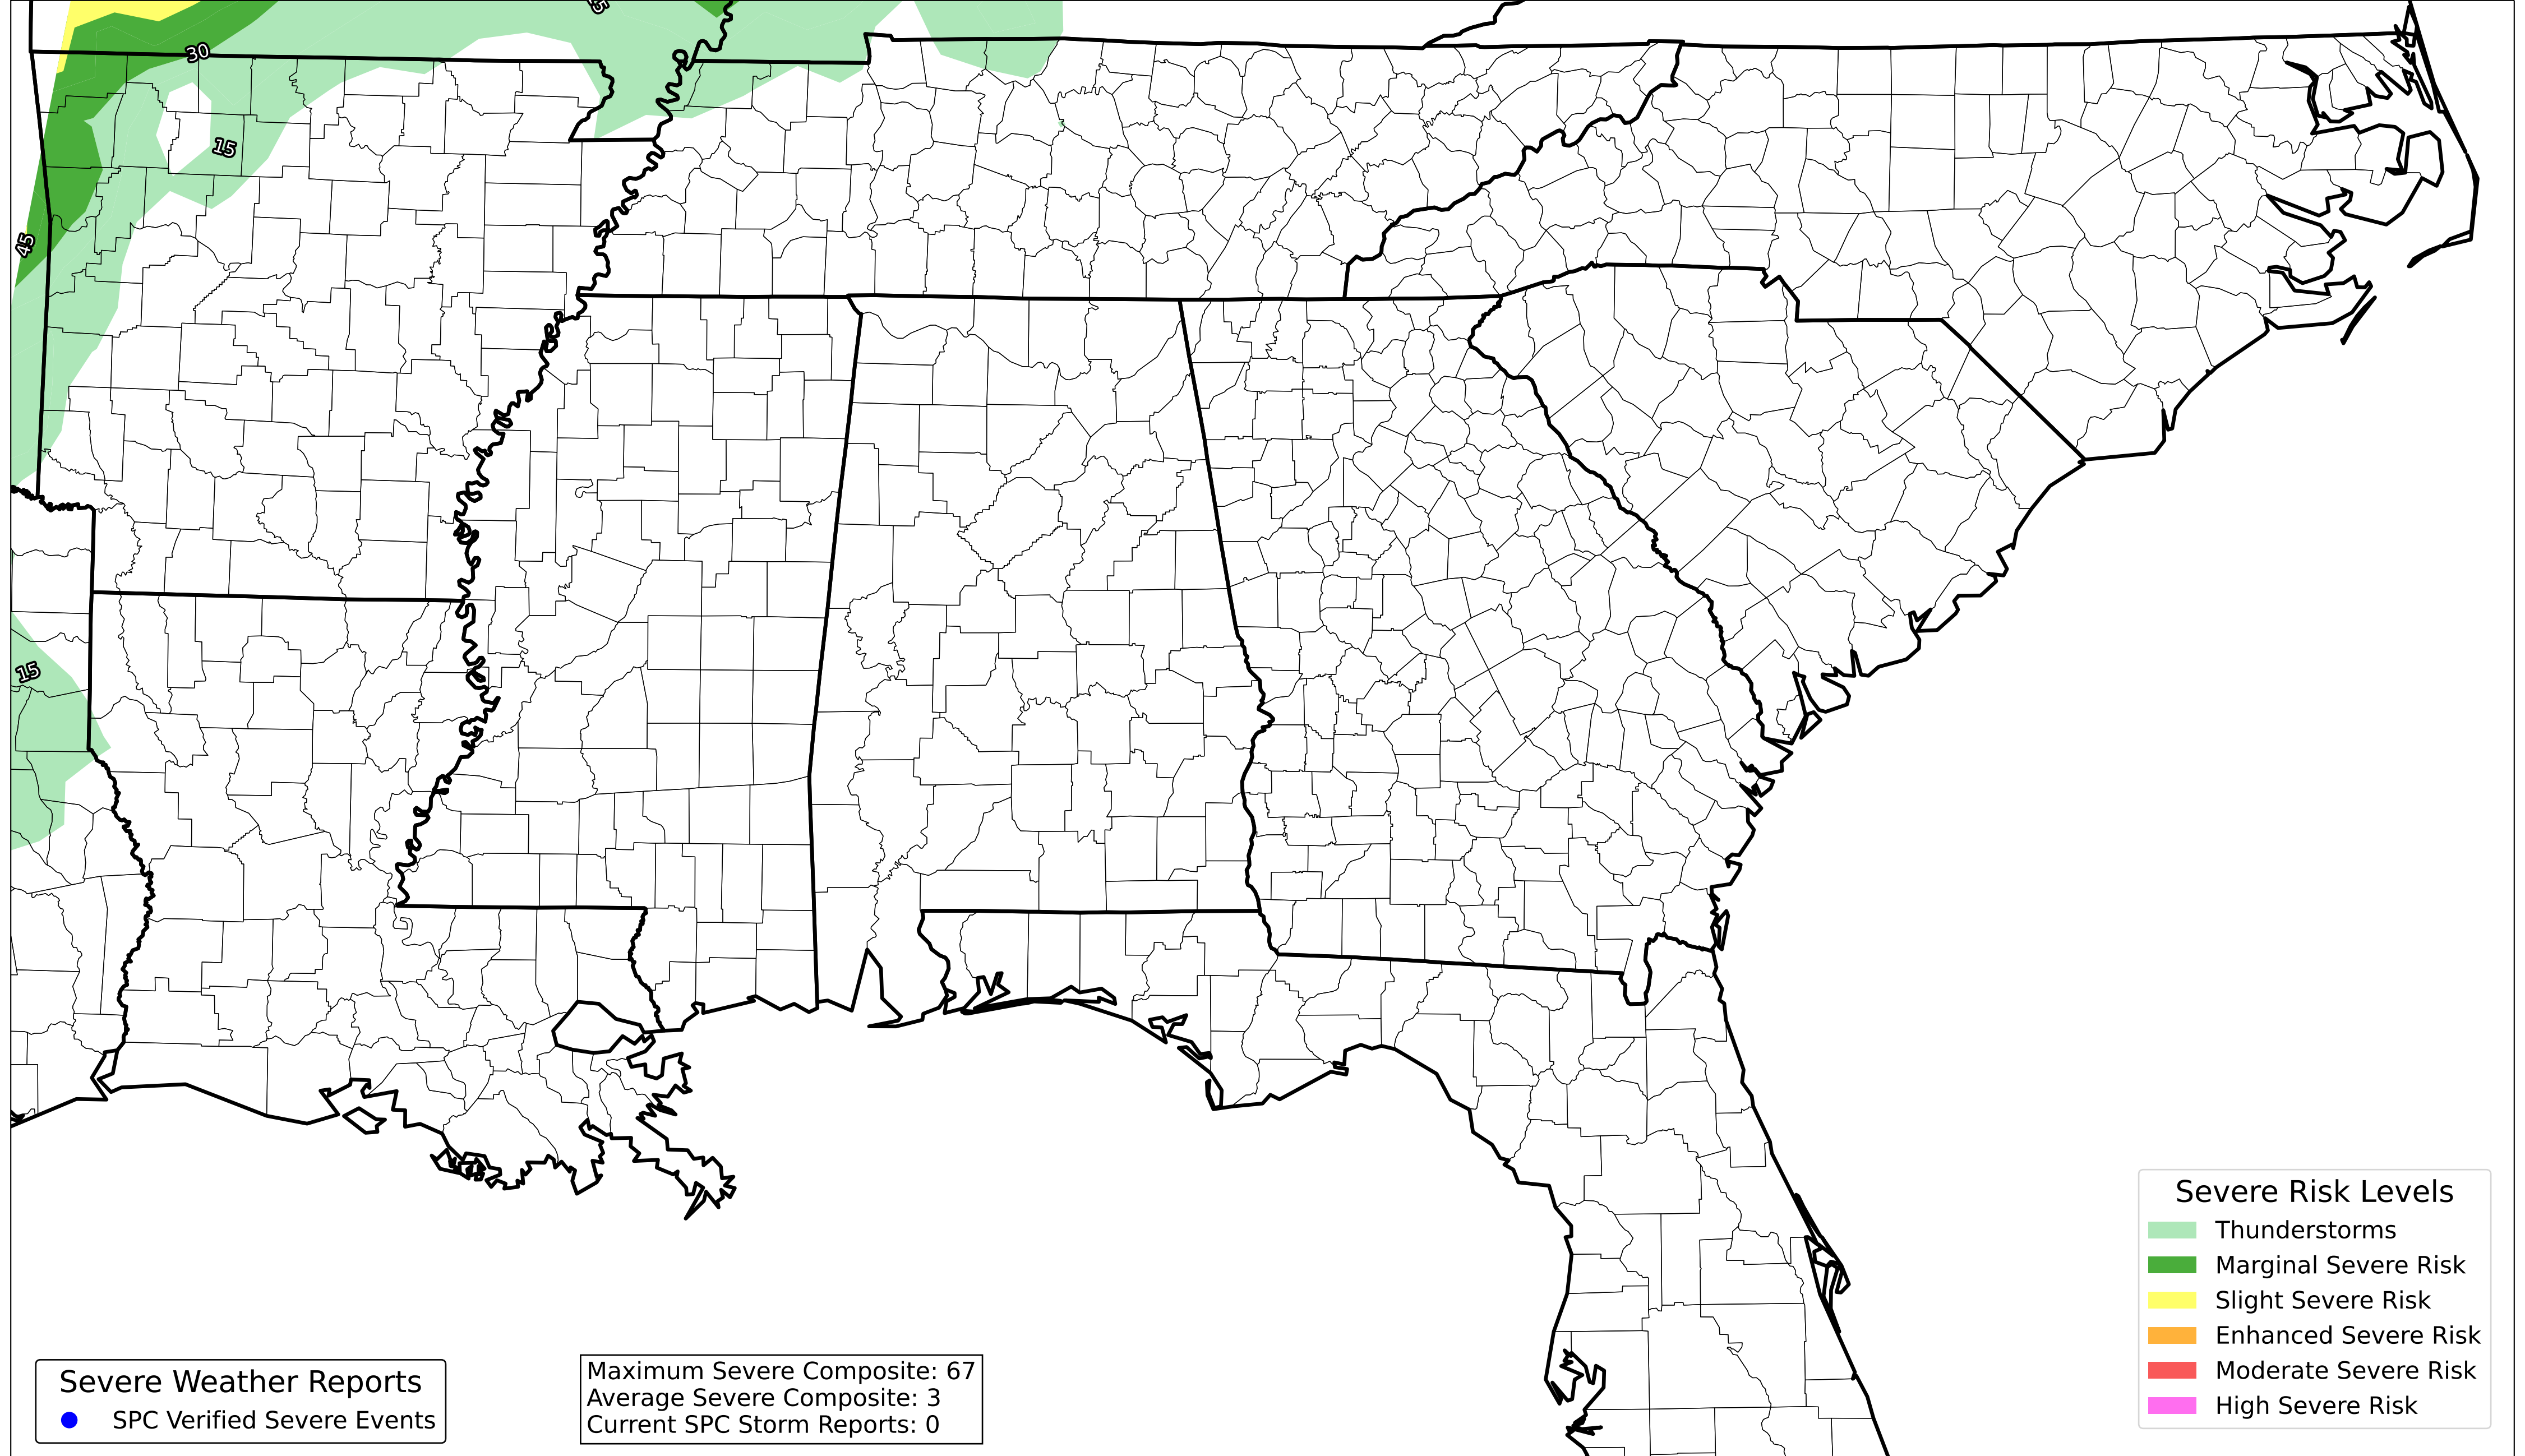 15
30
15
45
15
Severe Risk Levels
Thunderstorms
Marginal Severe Risk
Slight Severe Risk
Enhanced Severe Risk
Moderate Severe Risk
High Severe Risk
Severe Weather Reports
SPC Verified Severe Events
Maximum Severe Composite: 67
Average Severe Composite: 3
Current SPC Storm Reports: 0